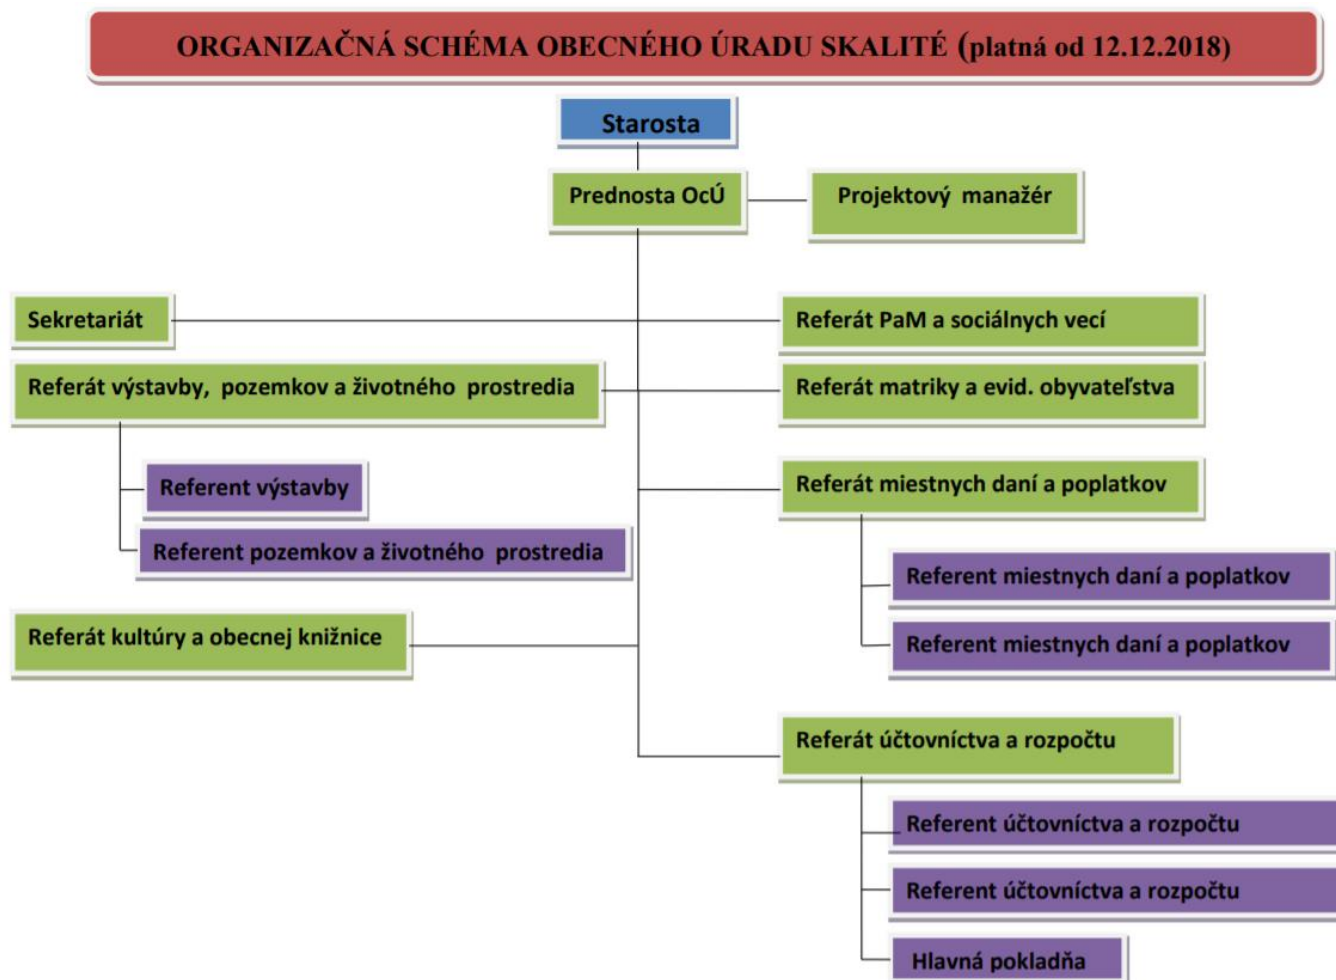 ORGANIZAČNÁ SCHÉMA OBECNÉHO ÚRADU SKALITÉ (platná od 12.12.2018)
Starosta
Prednosta OcÚ
Projektový manažér
Sekretariát
Referát PaM a sociálnych vecí
Referát výstavby, pozemkov a životného prostredia
Referát matriky a evid. obyvateľstva
Referent výstavby
Referát miestnych daní a poplatkov
Referent pozemkov a životného prostredia
Referent miestnych daní a poplatkov
Referát kultúry a obecnej knižnice
Referent miestnych daní a poplatkov
Referát účtovníctva a rozpočtu
Referent účtovníctva a rozpočtu
Referent účtovníctva a rozpočtu
Hlavná pokladňa